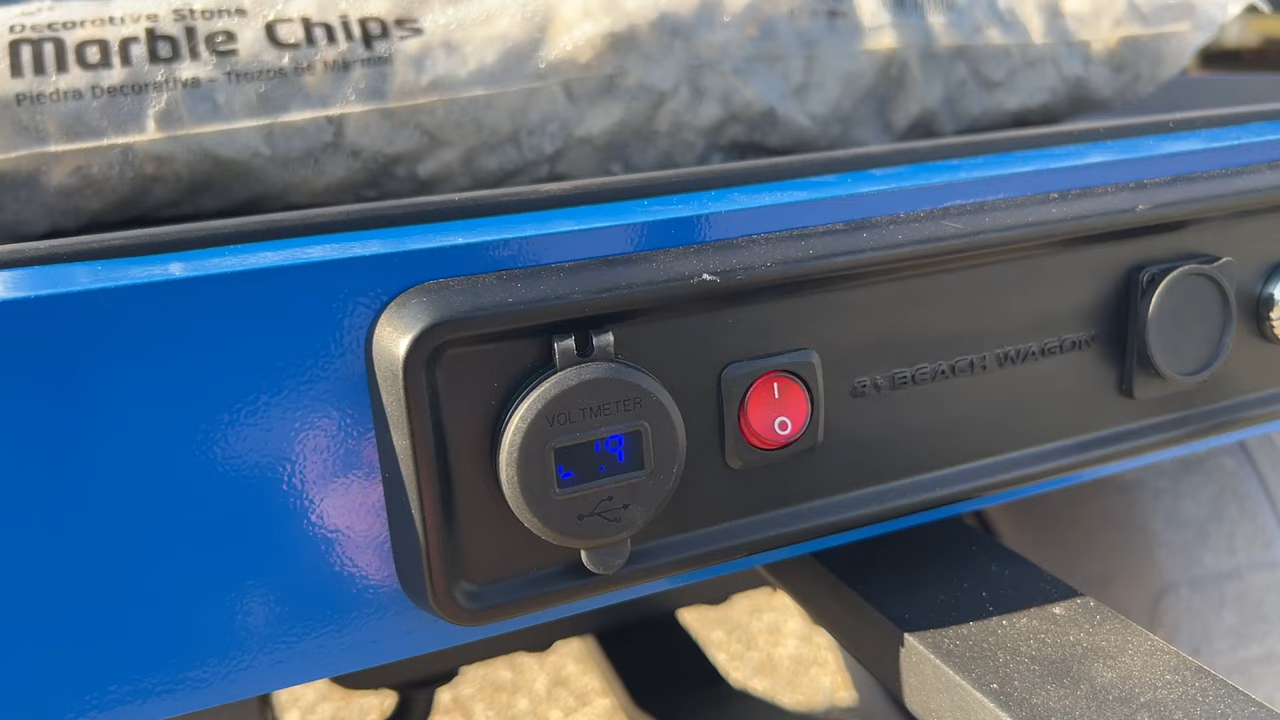 Decorative Stone
Marble Chips
Piedra Decorativa – Trozos de Mármol
VOLTMETER
I
O
BEACH WAGON